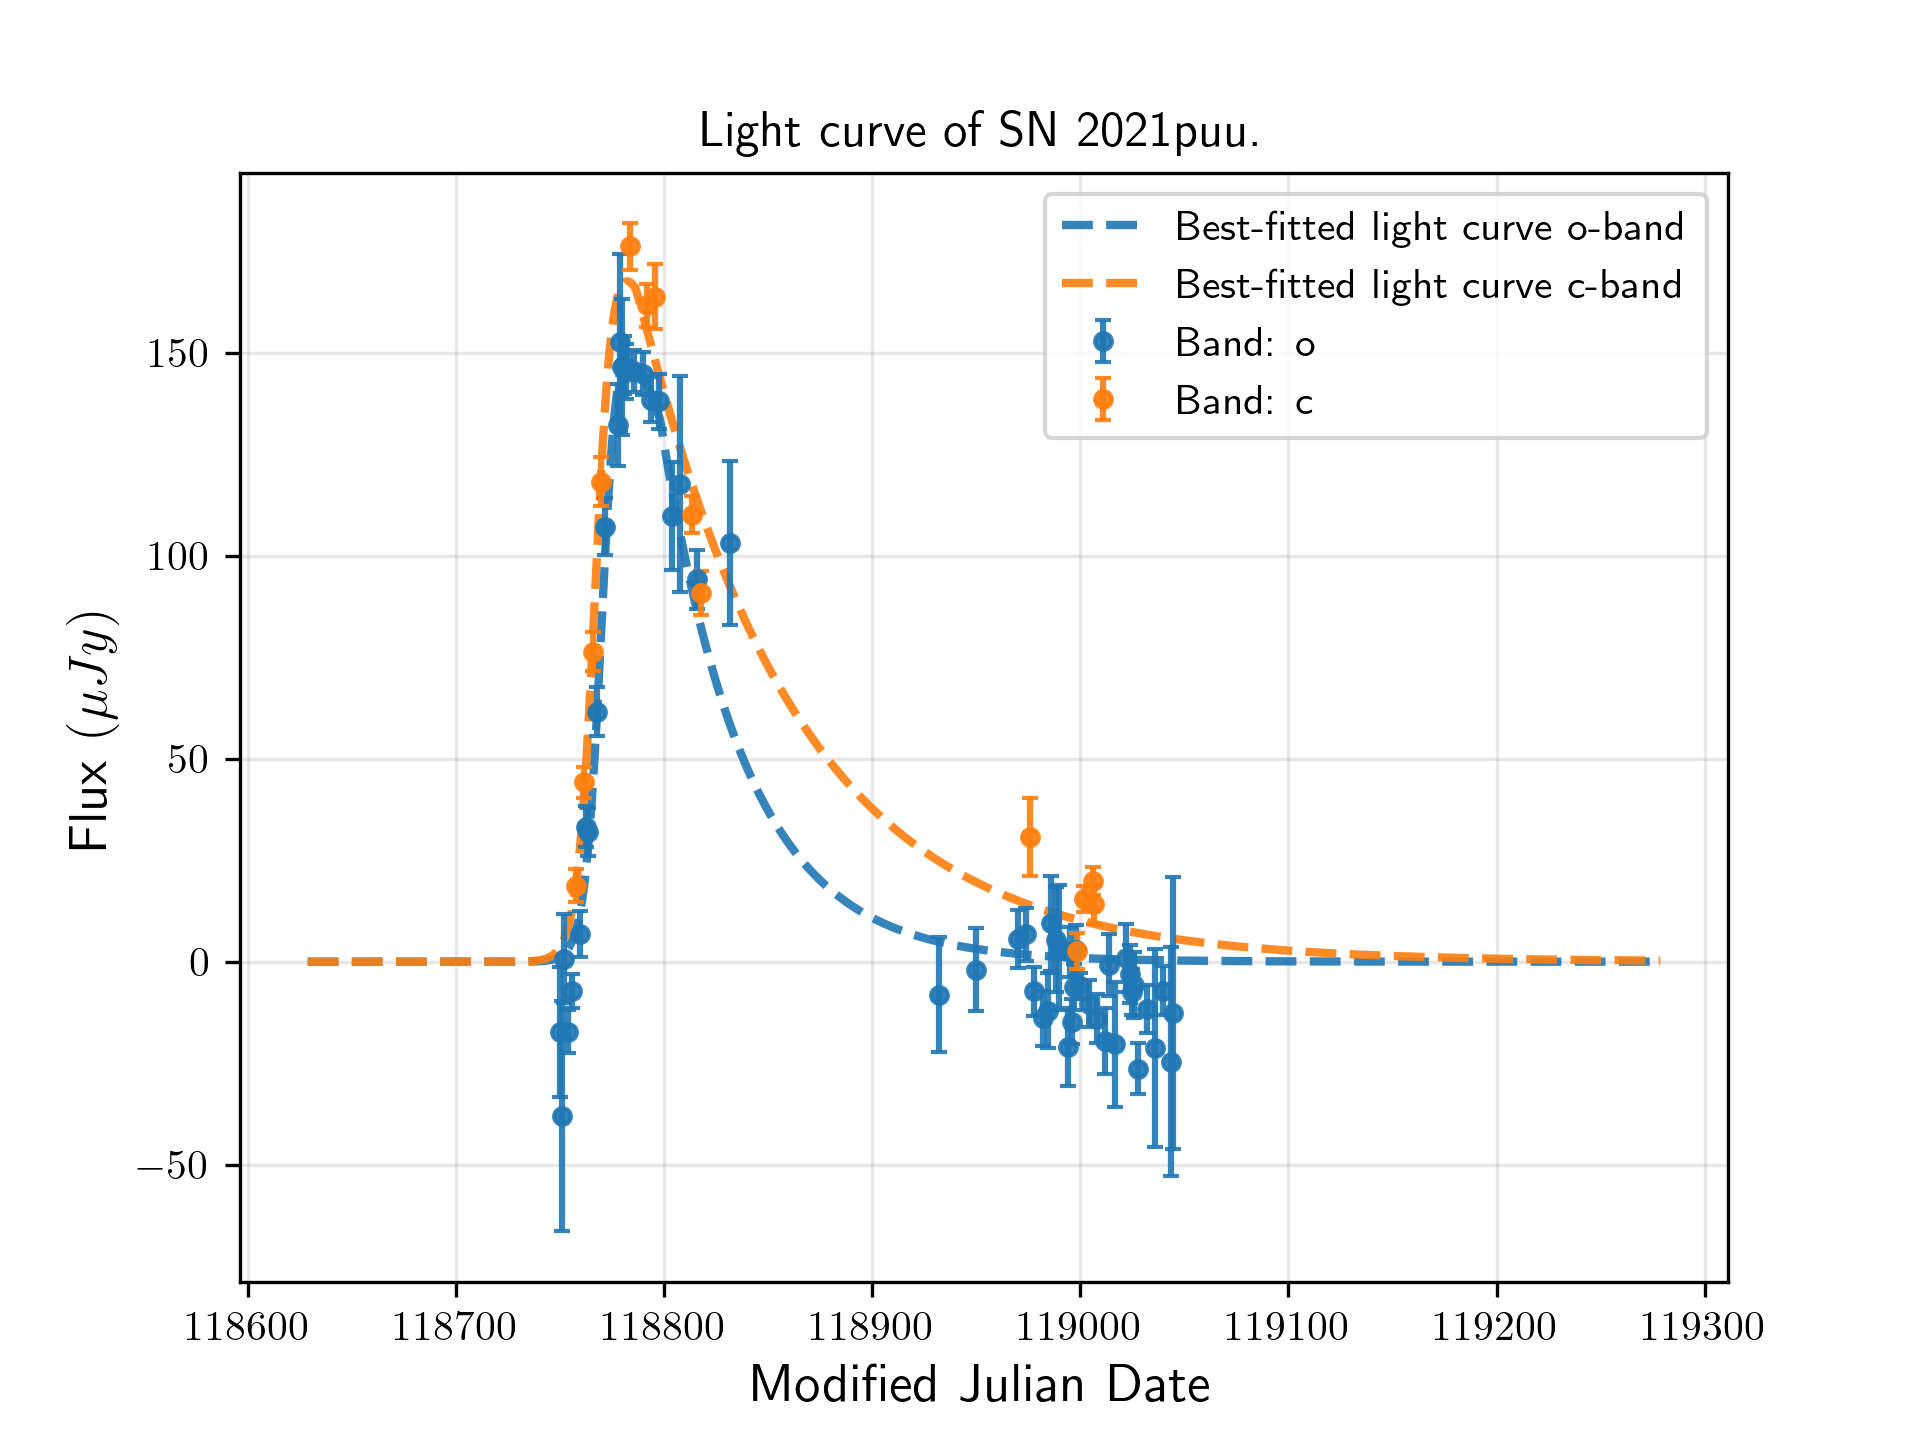 Light curve of SN 2021puu.
Best-fitted light curve o-band
Best-fitted light curve c-band
Band: o
Band: c
Flux (μJy)
150
100
50
0
−50
118600 118700 118800 118900 119000 119100 119200 119300
Modified Julian Date